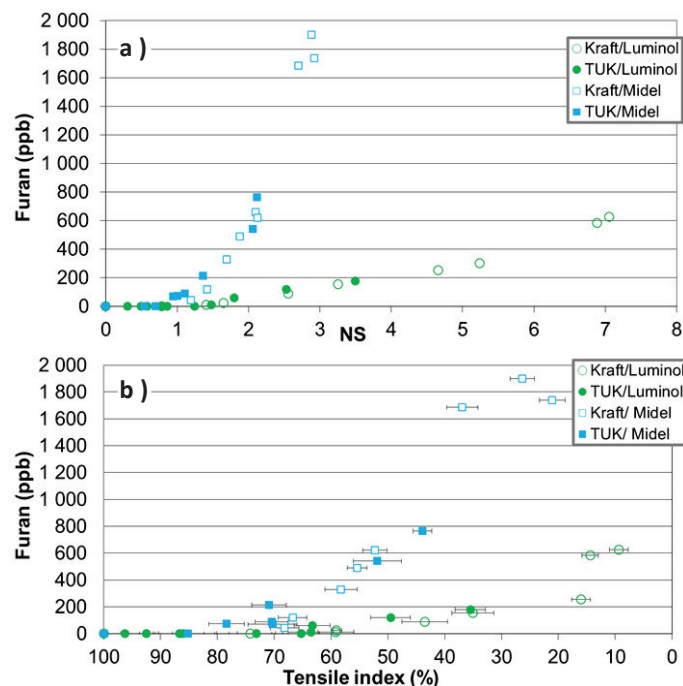 2 000
1 800
1 600
1 400
1 200
1 000
800
600
400
200
0
Furan (ppb)
a )
Kraft/Luminol
TUK/Luminol
Kraft/Midel
TUK/Midel
0 1 2 3 4 5 6 7 8
NS
2 000
1 800
1 600
1 400
1 200
1 000
800
600
400
200
0
Furan (ppb)
b )
Kraft/Luminol
TUK/Luminol
Kraft/ Midel
TUK/ Midel
100 90 80 70 60 50 40 30 20 10 0
Tensile index (%)